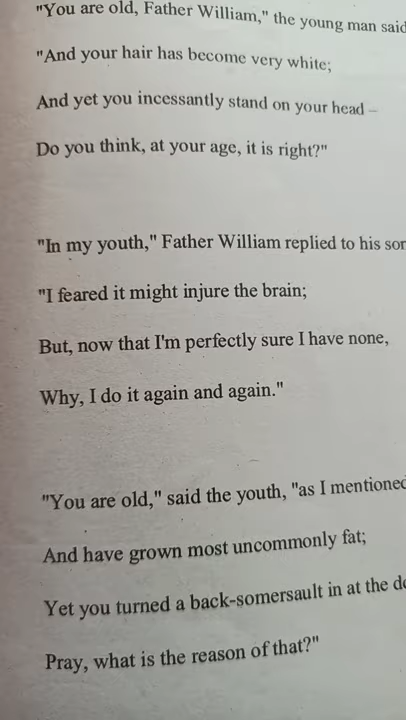 "You are old, Father William," the young man said
"And your hair has become very white;
And yet you incessantly stand on your head –
Do you think, at your age, it is right?"
"In my youth," Father William replied to his
"I feared it might injure the brain;
But, now that I'm perfectly sure I have none,
Why, I do it again and again."
"You are old," said the youth, "as I mentioned
And have grown most uncommonly fat;
Yet you turned a back-somersault in at the
Pray, what is the reason of that?"